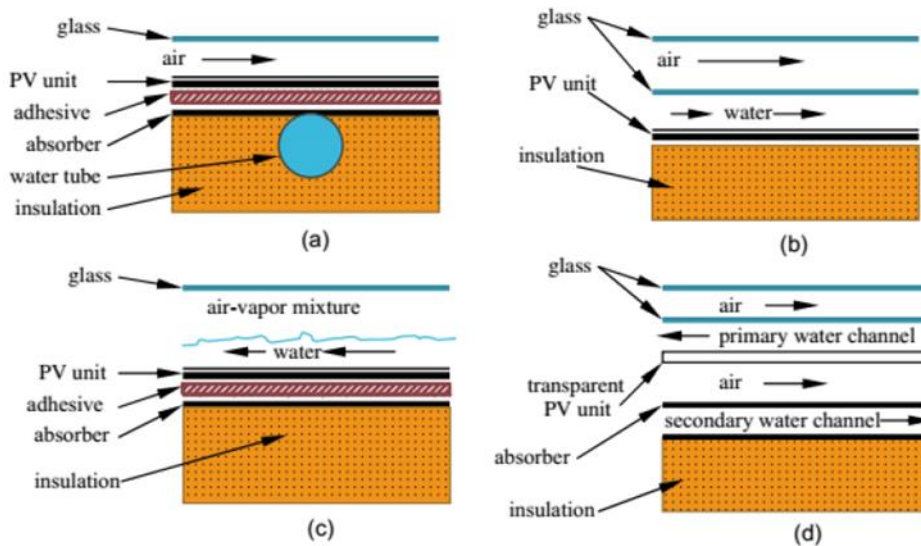 glass
air
PV unit
adhesive
absorber
water tube
insulation
(a)
glass
air
PV unit
water
insulation
(b)
glass
air-vapor mixture
water
PV unit
adhesive
absorber
insulation
(c)
glass
air
primary water channel
transparent
PV unit
air
secondary water channel
absorber
insulation
(d)